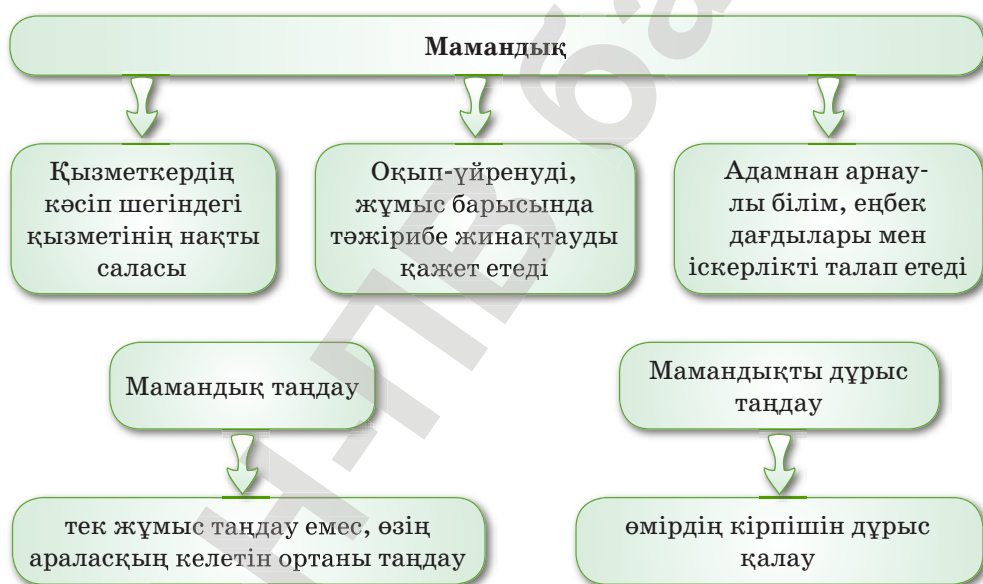 Мамандық
Қызметкердің
кәсіп шегіндегі
қызметінің нақты
саласы
Оқып-үйренуді,
жұмыс барысында
тәжірибе жинақтауды
қажет етеді
Адамнан арнау-
лы білім, еңбек
дағдылары мен
іскерлікті талап етеді
Мамандық таңдау
Мамандықты дұрыс
таңдау
тек жұмыс таңдау емес, өзің
араласқың келетін ортаны таңдау
өмірдің кірпішін дұрыс
қалау